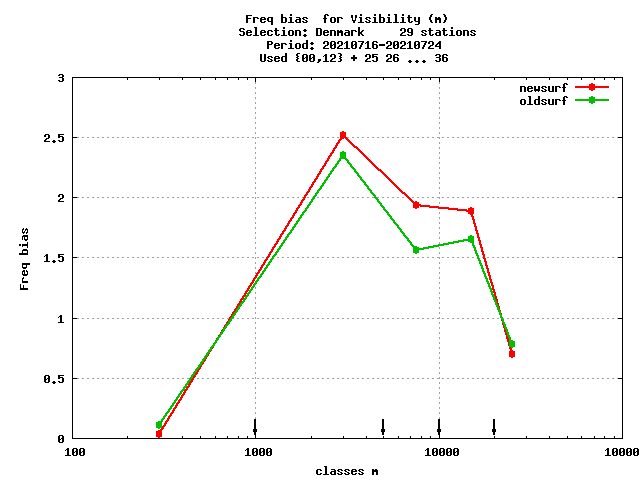 Freq bias  for Visibility (m)
Selection: Denmark     29 stations
Period: 20210716-20210724
Used {00,12} + 25 26 ... 36
newsurf
oldsurf
3
2.5
2
1.5
1
0.5
0
Freq bias
100
1000
10000
10000
classes m